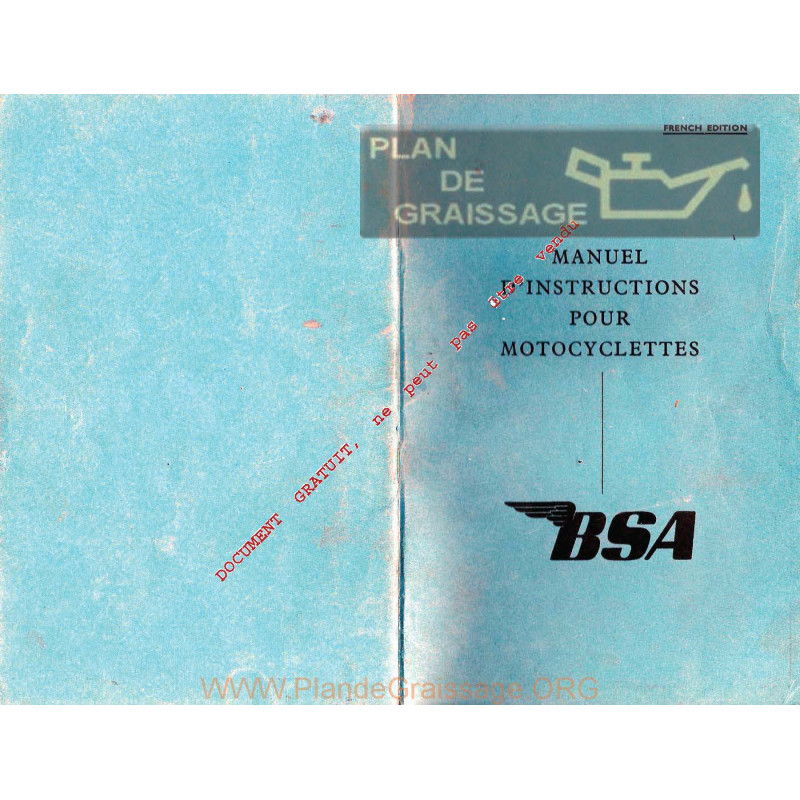 FRENCH EDITION
PLAN
DE
GRAISSAGE
MANUEL
D'INSTRUCTIONS
POUR
MOTOCYCLETTES
BSA
DOCUMENT GRATUIT, ne peut pas être vendu
WWW.PlandeGraissage.ORG